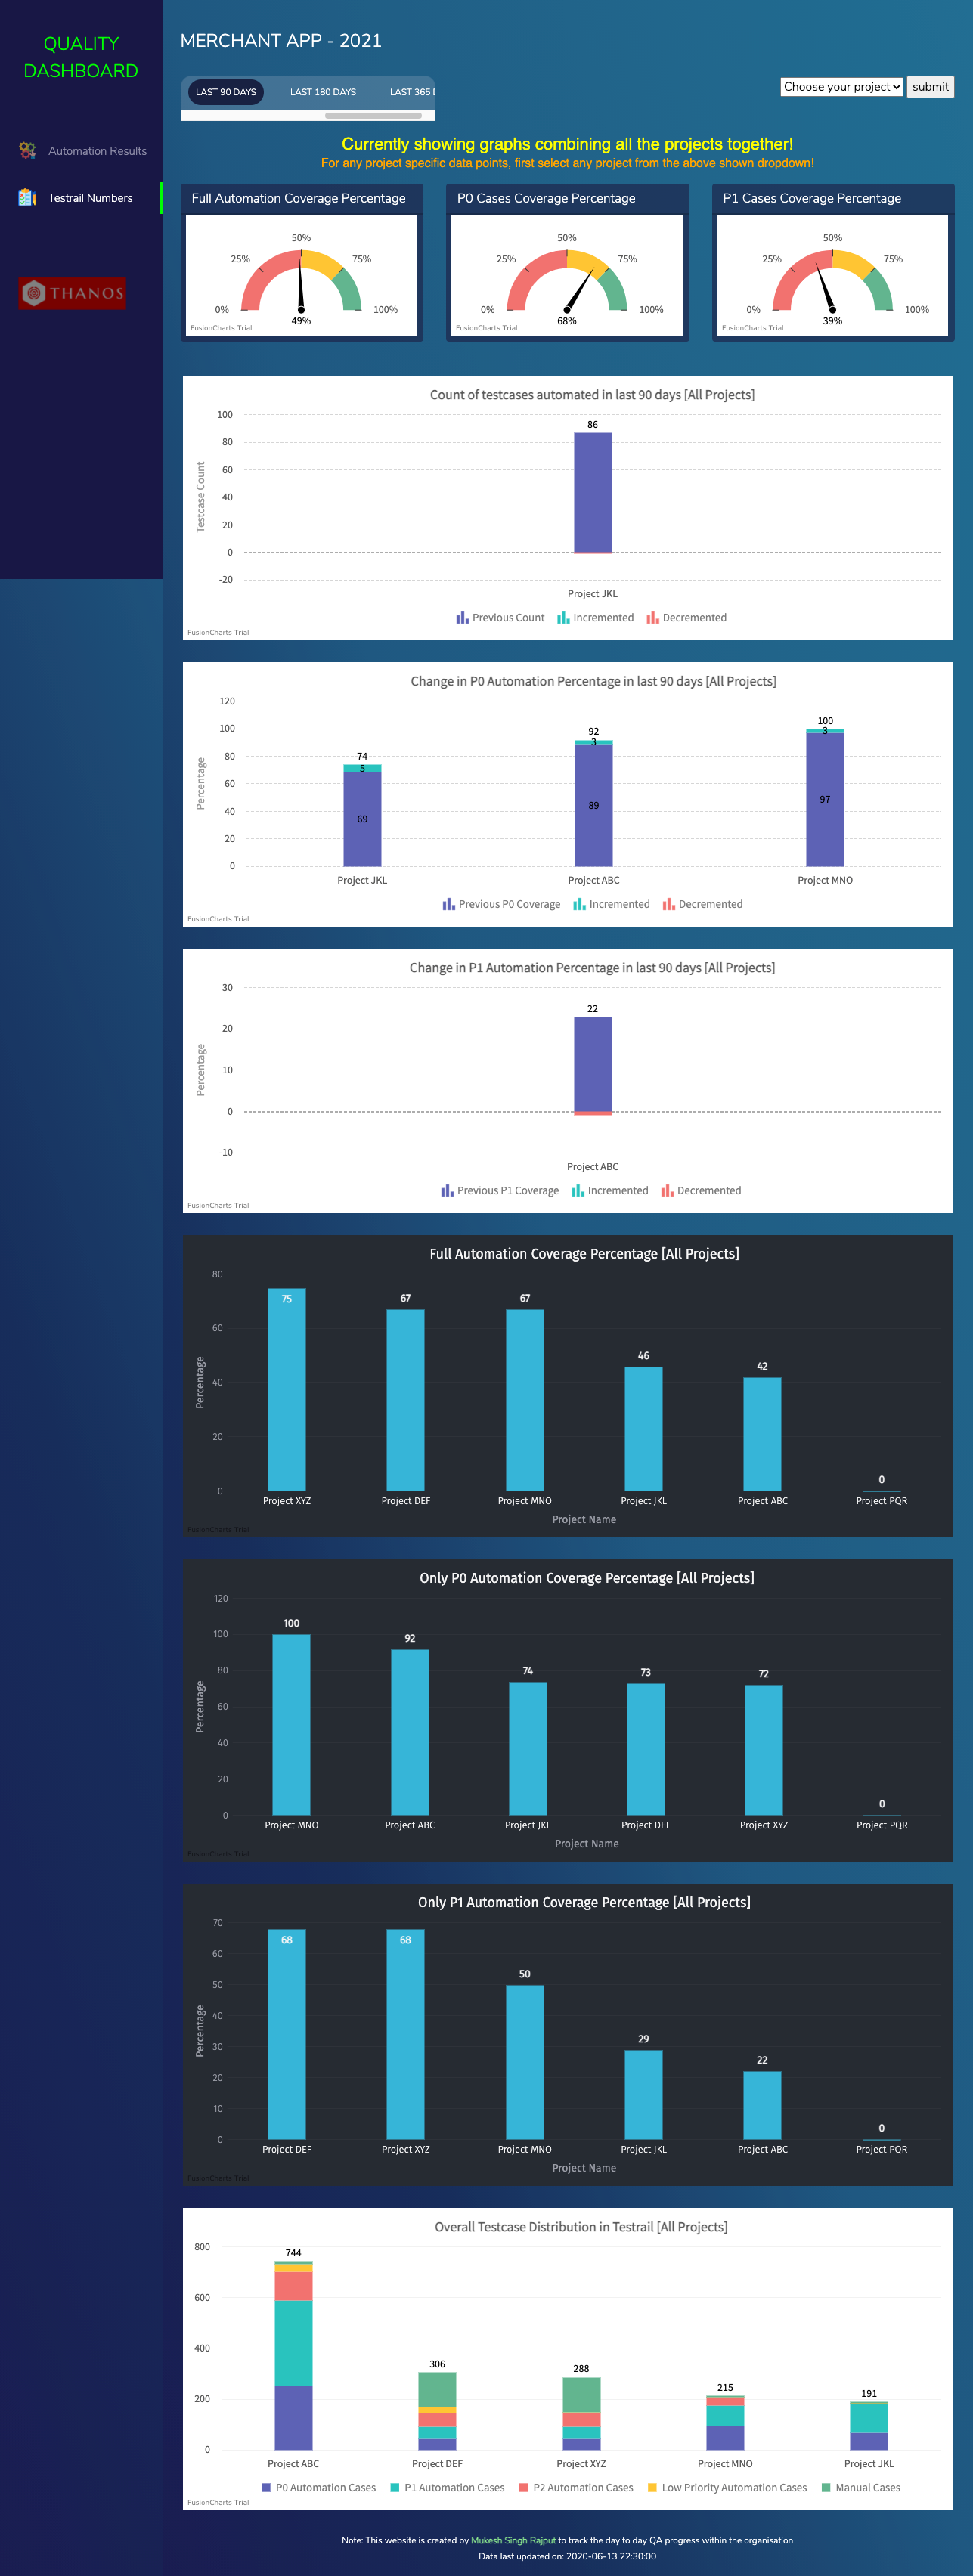 QUALITY
DASHBOARD
Automation Results
Testrail Numbers
THANOS
MERCHANT APP - 2021
LAST 90 DAYS LAST 180 DAYS LAST 365 D
Choose your project submit
Currently showing graphs combining all the projects together!
For any project specific data points, first select any project from the above shown dropdown!
Full Automation Coverage Percentage
0% 25% 50% 75% 100%
49%
FusionCharts Trial
P0 Cases Coverage Percentage
0% 25% 50% 75% 100%
68%
FusionCharts Trial
P1 Cases Coverage Percentage
0% 25% 50% 75% 100%
39%
FusionCharts Trial
Count of testcases automated in last 90 days [All Projects]
Testcase Count
100
80
60
40
20
0
-20
86
Project JKL
Previous Count Incremented Decremented
FusionCharts Trial
Change in P0 Automation Percentage in last 90 days [All Projects]
Percentage
120
100
80
60
40
20
0
74 5 69
92 3 89
100 3 97
Project JKL Project ABC Project MNO
Previous P0 Coverage Incremented Decremented
FusionCharts Trial
Change in P1 Automation Percentage in last 90 days [All Projects]
Percentage
30
20
10
0
-10
22
Project ABC
Previous P1 Coverage Incremented Decremented
FusionCharts Trial
Full Automation Coverage Percentage [All Projects]
Percentage
80
60
40
20
0
75 67 67 46 42 0
Project XYZ Project DEF Project MNO Project JKL Project ABC Project PQR
Project Name
FusionCharts Trial
Only P0 Automation Coverage Percentage [All Projects]
Percentage
120
100
80
60
40
20
0
100 92 74 73 72 0
Project MNO Project ABC Project JKL Project DEF Project XYZ Project PQR
Project Name
FusionCharts Trial
Only P1 Automation Coverage Percentage [All Projects]
Percentage
70
60
50
40
30
20
10
0
68 68 50 29 22 0
Project DEF Project XYZ Project MNO Project JKL Project ABC Project PQR
Project Name
FusionCharts Trial
Overall Testcase Distribution in Testrail [All Projects]
800
600
400
200
0
744 306 288 215 191
Project ABC Project DEF Project XYZ Project MNO Project JKL
P0 Automation Cases P1 Automation Cases P2 Automation Cases Low Priority Automation Cases Manual Cases
FusionCharts Trial
Note: This website is created by Mukesh Singh Rajput to track the day to day QA progress within the organisation
Data last updated on: 2020-06-13 22:30:00